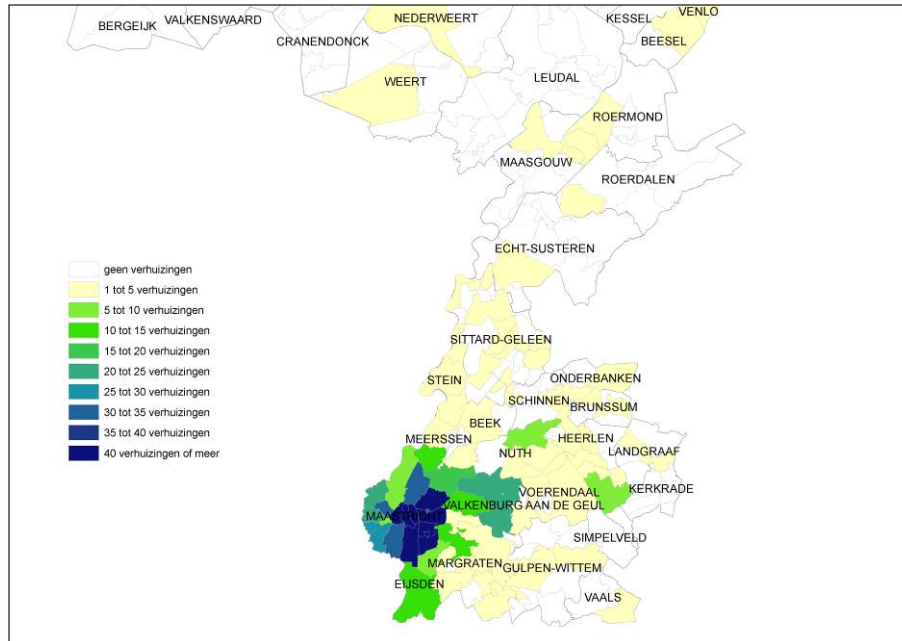 NEDERWEERT
VENLO
BERGEIJK
VALKENSWAARD
KESSEL
CRANENDONCK
BEESEL
WEERT
LEUDAL
ROERMOND
MAASGOUW
ROERDALEN
ECHT-SUSTEREN
geen verhuizingen
1 tot 5 verhuizingen
5 tot 10 verhuizingen
10 tot 15 verhuizingen
15 tot 20 verhuizingen
20 tot 25 verhuizingen
25 tot 30 verhuizingen
30 tot 35 verhuizingen
35 tot 40 verhuizingen
40 verhuizingen of meer
SITTARD-GELEEN
STEIN
ONDERBANKEN
SCHINNEN
BRUNSSUM
BEEK
MEERSSEN
HEERLEN
NUTH
LANDGRAAF
VOERENDAAL
KERKRADE
VALKENBURG AAN DE GEUL
MAASTRICHT
SIMPELVELD
MARGRATEN
GULPEN-WITTEM
EIJSDEN
VAALS